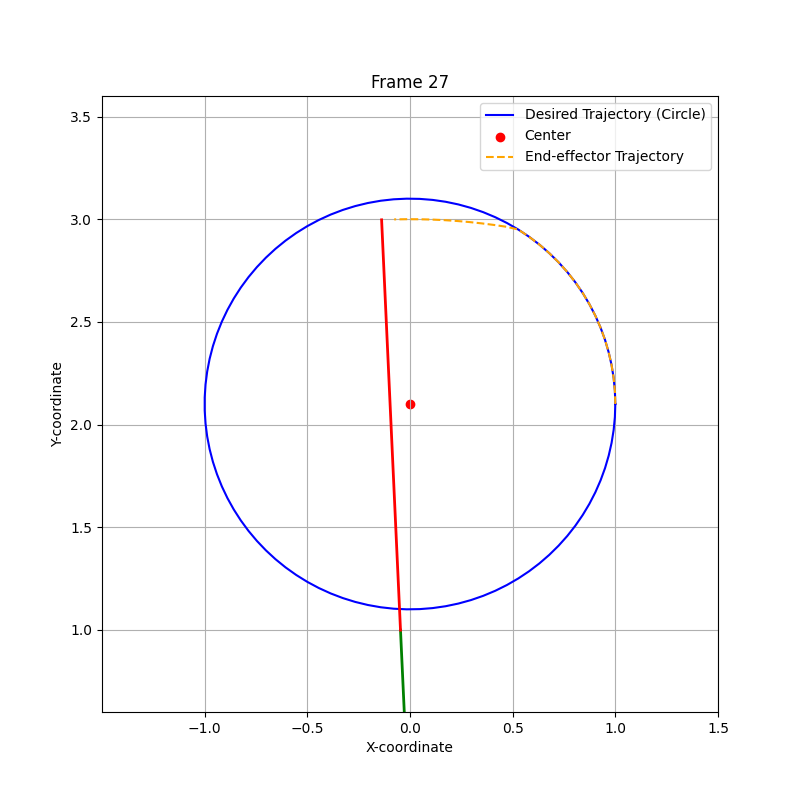 Frame 27
Desired Trajectory (Circle)
Center
End-effector Trajectory
3.5
3.0
2.5
2.0
1.5
1.0
Y-coordinate
−1.0 −0.5 0.0 0.5 1.0 1.5
X-coordinate